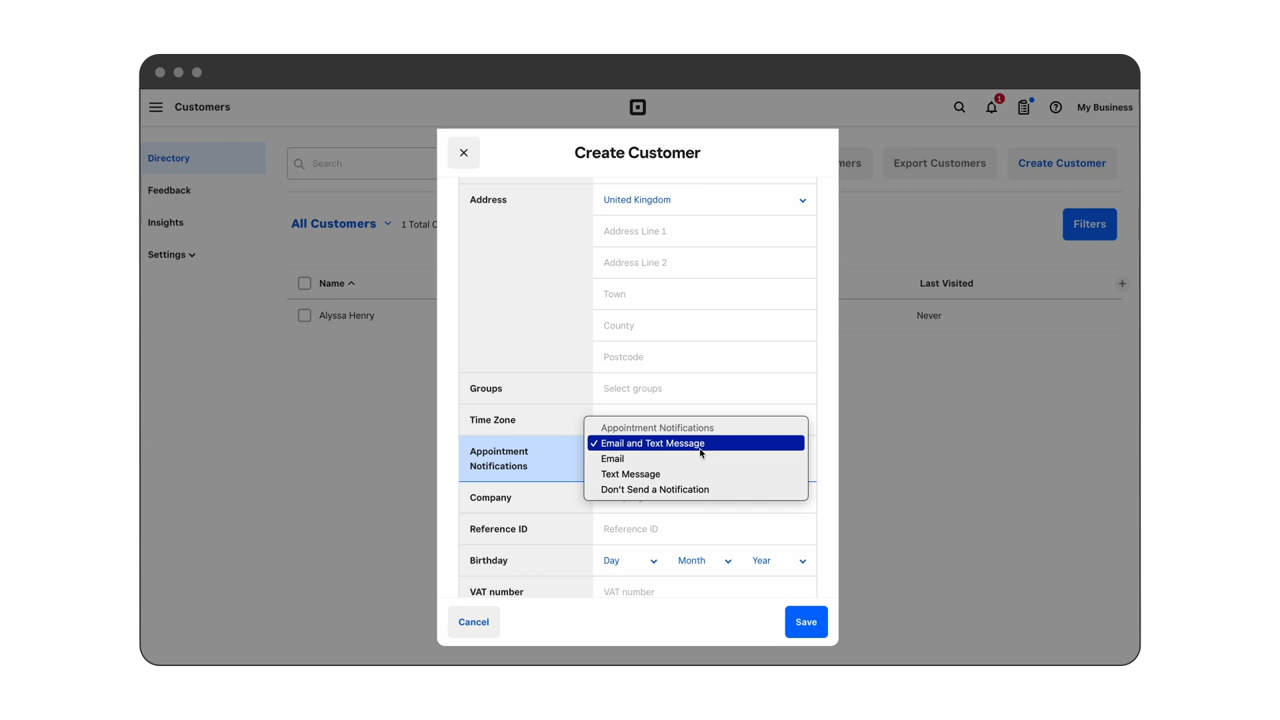 Customers
1
My Business
Create Customer
Directory
Feedback
Insights
Settings
Search
Export Customers
Create Customer
All Customers
1 Total
Filters
Name
Last Visited
Alyssa Henry
Never
Address
United Kingdom
Address Line 1
Address Line 2
Town
County
Postcode
Groups
Select groups
Time Zone
Appointment
Notifications
Appointment Notifications
✓ Email and Text Message
Email
Text Message
Don't Send a Notification
Company
Reference ID
Reference ID
Birthday
Day
Month
Year
VAT number
VAT number
Cancel
Save